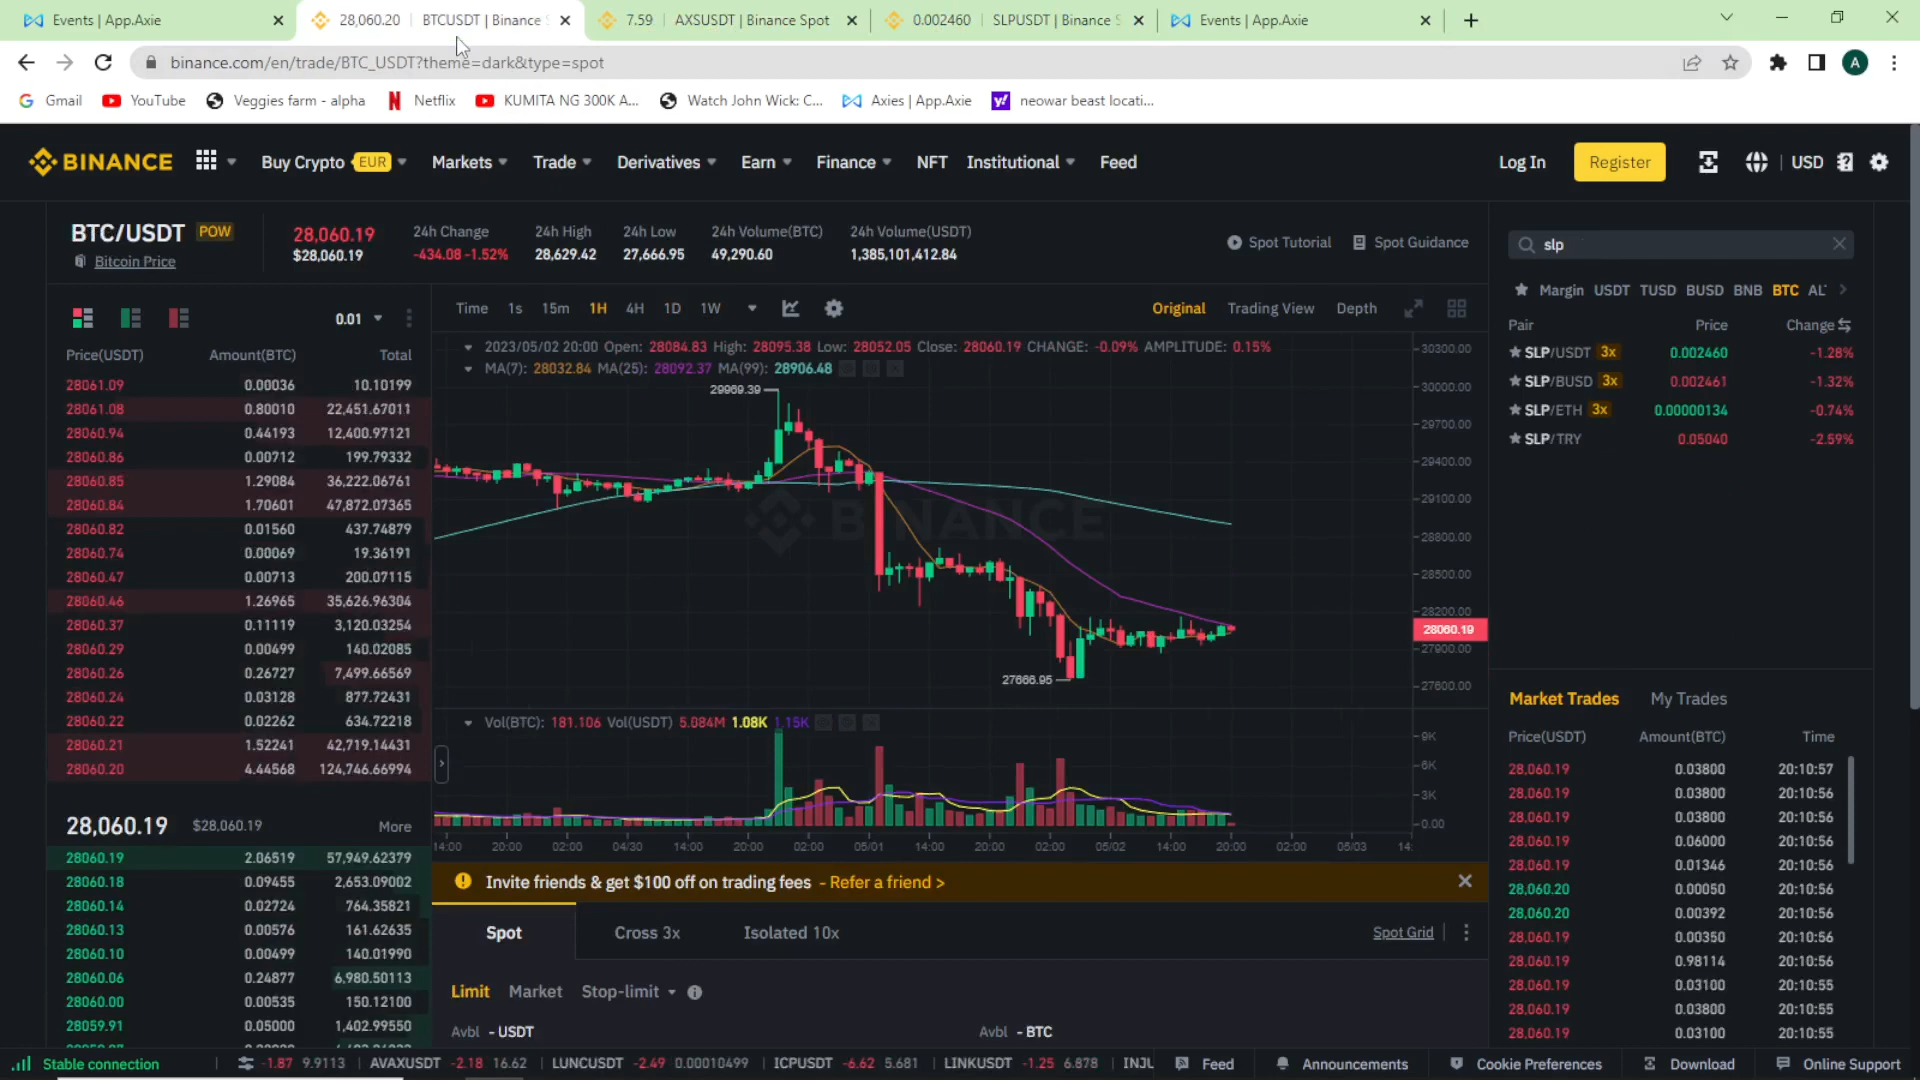 Events | App.Axie
28,060.20 | BTCUSDT | Binance S
7.59 | AXSUSDT | Binance Spot
0.002460 | SLPUSDT | Binance S
Events | App.Axie
binance.com/en/trade/BTC_USDT?theme=dark&type=spot
A
Gmail YouTube Veggies farm - alpha Netflix KUMITA NG 300K A... Watch John Wick: C... Axies | App.Axie neowar beast locati...
BINANCE Buy Crypto EUR Markets Trade Derivatives Earn Finance NFT Institutional Feed Log In Register USD
BTC/USDT POW
Bitcoin Price
28,060.19
$28,060.19
24h Change
-434.08 -1.52%
24h High
28,629.42
24h Low
27,666.95
24h Volume(BTC)
49,290.60
24h Volume(USDT)
1,385,101,412.84
Spot Tutorial Spot Guidance
0.01
Price(USDT) Amount(BTC) Total
28061.09 0.00036 10.10199
28061.08 0.80010 22,451.67011
28060.94 0.44193 12,400.97121
28060.86 0.00712 199.79332
28060.85 1.29084 36,222.06761
28060.84 1.70601 47,872.07365
28060.82 0.01560 437.74879
28060.74 0.00069 19.36191
28060.47 0.00713 200.07115
28060.46 1.26965 35,626.96304
28060.37 0.11119 3,120.03254
28060.29 0.00499 140.02085
28060.26 0.26727 7,499.66569
28060.24 0.03128 877.72431
28060.22 0.02262 634.72218
28060.21 1.52241 42,719.14431
28060.20 4.44568 124,746.66994
28,060.19 $28,060.19 More
28060.19 2.06519 57,949.62379
28060.18 0.09455 2,653.09002
28060.14 0.02724 764.35821
28060.13 0.00576 161.62635
28060.10 0.00499 140.01990
28060.06 0.24877 6,980.50113
28060.00 0.00535 150.12100
28059.91 0.05000 1,402.99550
Time 1s 15m 1H 4H 1D 1W Original Trading View Depth
2023/05/02 20:00 Open: 28084.83 High: 28095.38 Low: 28052.05 Close: 28060.19 CHANGE: -0.09% AMPLITUDE: 0.15%
MA(7): 28032.84 MA(25): 28092.37 MA(99): 28906.48
29969.39
27666.95
BINANCE
30300.00
30000.00
29700.00
29400.00
29100.00
28800.00
28500.00
28200.00
28060.19
27900.00
27600.00
Vol(BTC): 181.106 Vol(USDT) 5.084M 1.08K 1.15K
9K
6K
3K
0.00
14:00 20:00 02:00 04/30 14:00 20:00 02:00 05/01 14:00 20:00 02:00 05/02 14:00 20:00 02:00 05/03 14:
Invite friends & get $100 off on trading fees - Refer a friend >
Spot Cross 3x Isolated 10x Spot Grid
Limit Market Stop-limit
Avbl - USDT Avbl - BTC
slp
Margin USDT TUSD BUSD BNB BTC AL
Pair Price Change
SLP/USDT 3x 0.002460 -1.28%
SLP/BUSD 3x 0.002461 -1.32%
SLP/ETH 3x 0.00000134 -0.74%
SLP/TRY 0.05040 -2.59%
Market Trades My Trades
Price(USDT) Amount(BTC) Time
28,060.19 0.03800 20:10:57
28,060.19 0.03800 20:10:56
28,060.19 0.03800 20:10:56
28,060.19 0.06000 20:10:56
28,060.19 0.01346 20:10:56
28,060.20 0.00050 20:10:56
28,060.20 0.00392 20:10:56
28,060.19 0.00350 20:10:56
28,060.19 0.98114 20:10:56
28,060.19 0.03100 20:10:55
28,060.19 0.03800 20:10:55
28,060.19 0.03100 20:10:55
Stable connection -1.87 9.9113 AVAXUSDT -2.18 16.62 LUNCUSDT -2.49 0.00010499 ICPUSDT -6.62 5.681 LINKUSDT -1.25 6.878 INJL Feed Announcements Cookie Preferences Download Online Support